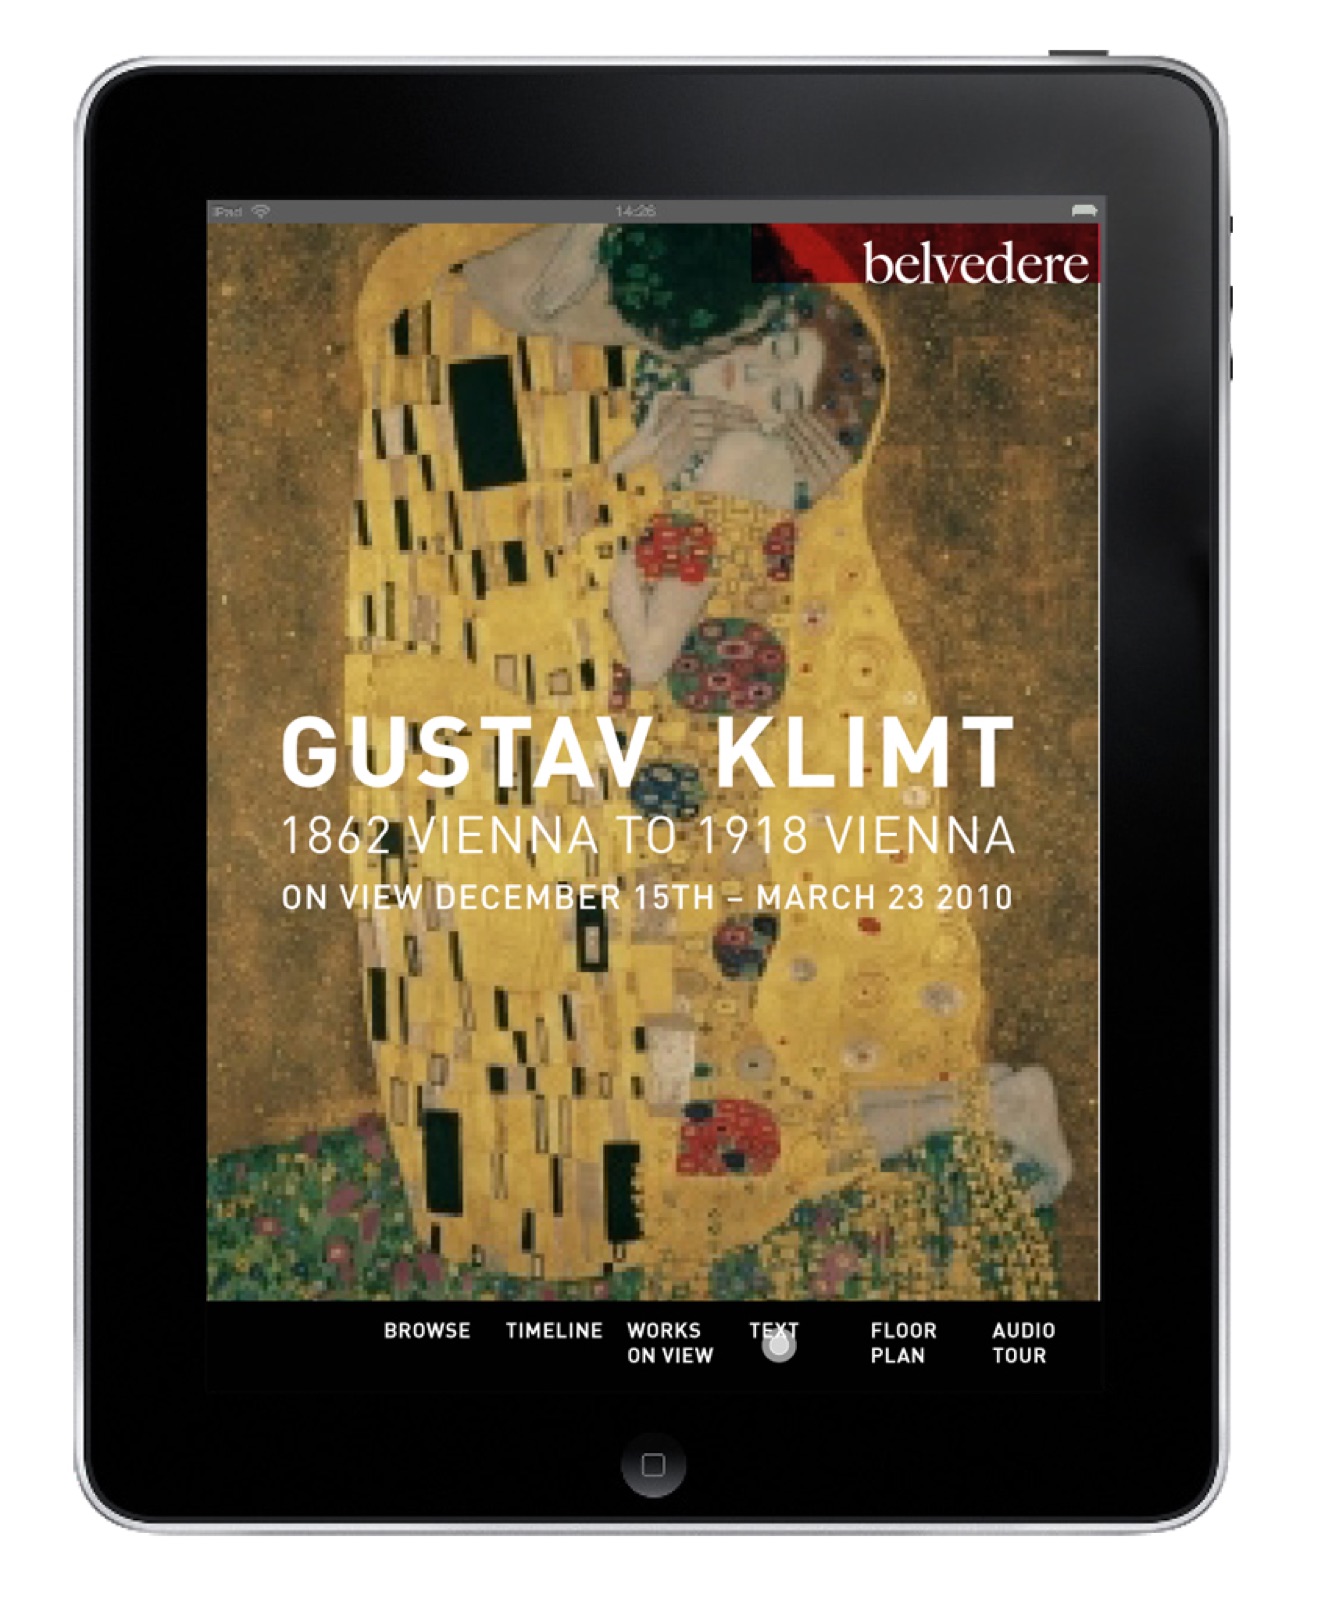 iPad
14:26
belvedere
GUSTAV KLIMT
1862 VIENNA TO 1918 VIENNA
ON VIEW DECEMBER 15TH – MARCH 23 2010
BROWSE
TIMELINE
WORKS
ON VIEW
TEXT
FLOOR
PLAN
AUDIO
TOUR